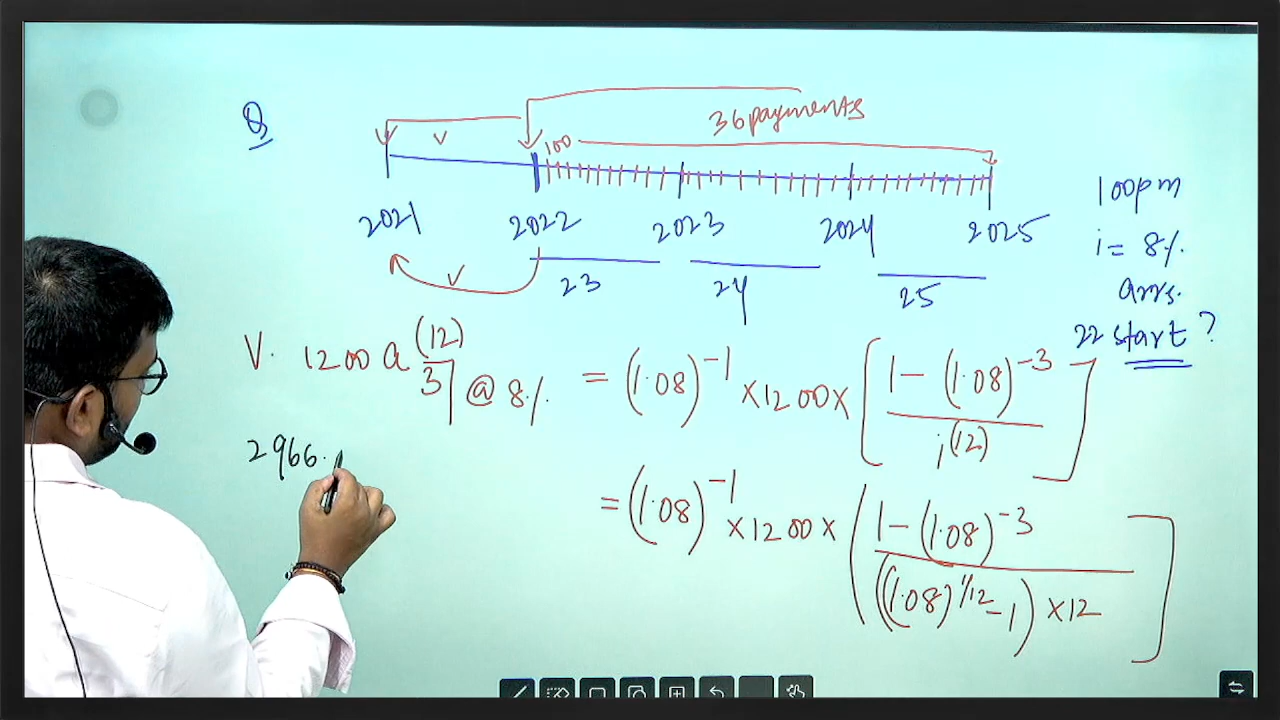 Q
36 payments
V
100
2021 2022 2023 2024 2025
V
23 24 25
100pm
i = 8%.
arrs.
22 start?
V. 1200 a (12) 3 @ 8%. = (1.08)^-1 × 1200 × [ 1 - (1.08)^-3 / i^(12) ]
2966.
= (1.08)^-1 × 1200 × ( 1 - (1.08)^-3 / ((1.08)^1/12 - 1) × 12 ]